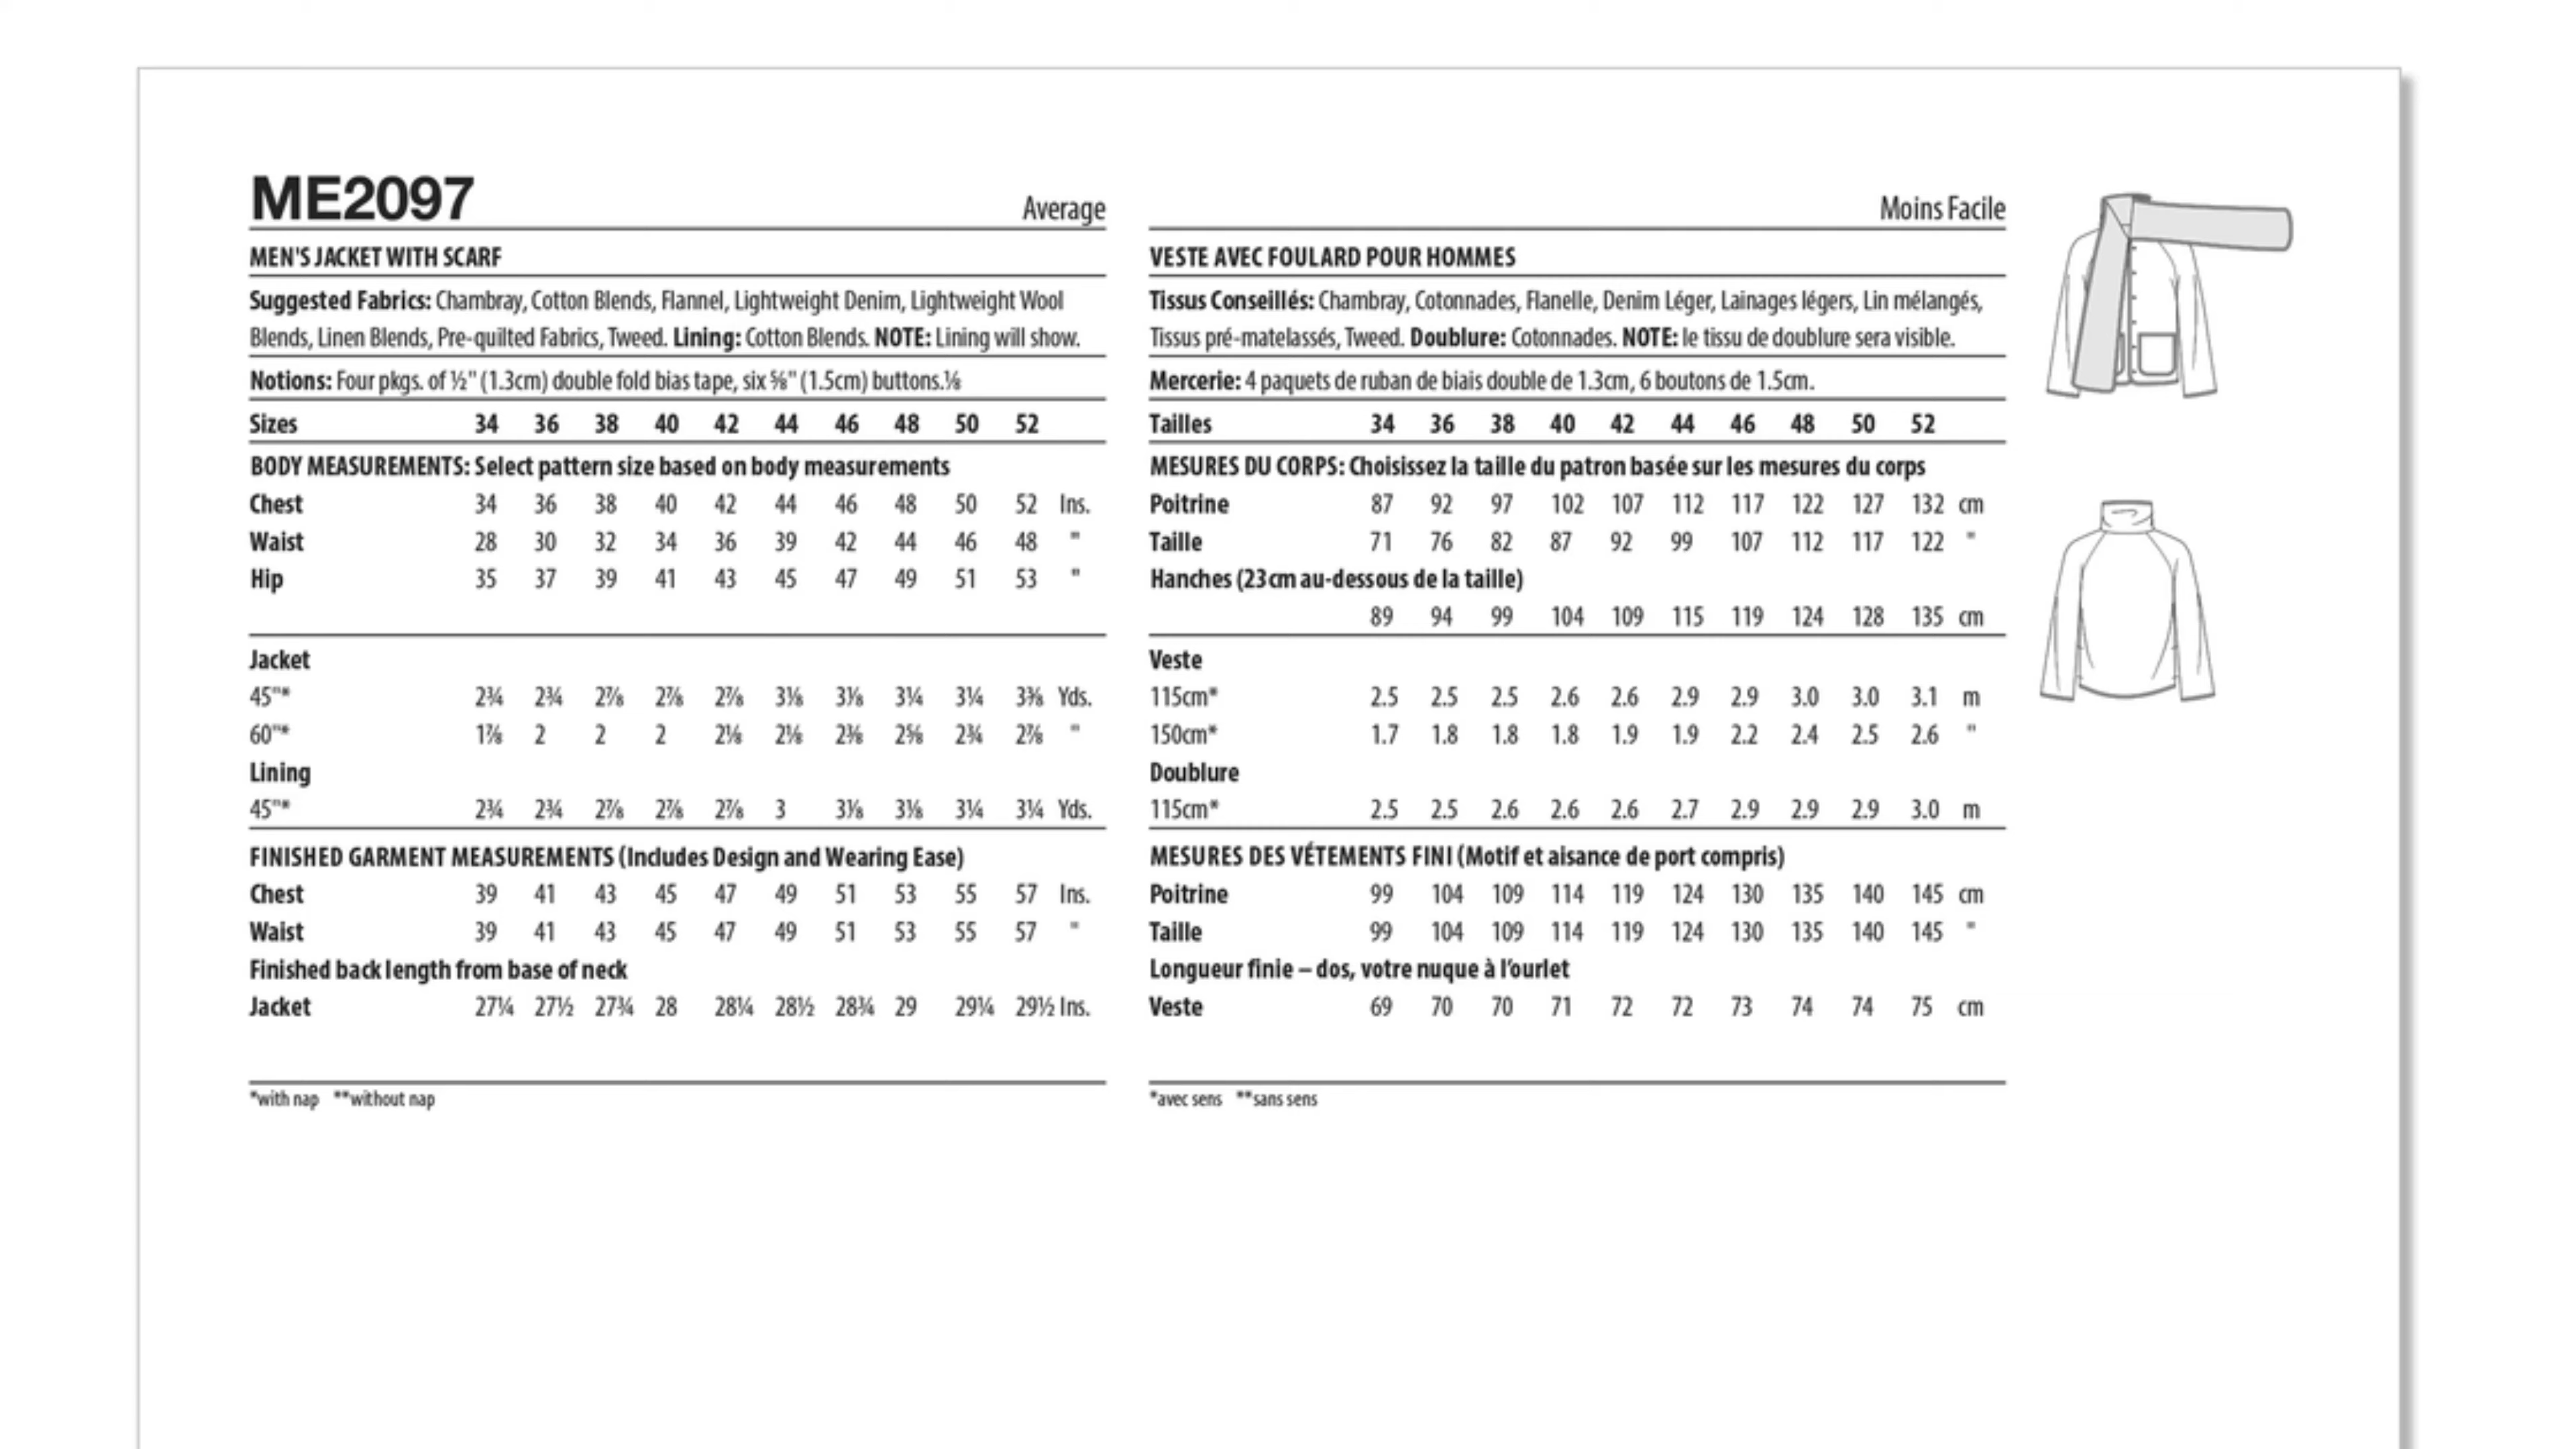 ME2097 Average
MEN'S JACKET WITH SCARF
Suggested Fabrics: Chambray, Cotton Blends, Flannel, Lightweight Denim, Lightweight Wool
Blends, Linen Blends, Pre-quilted Fabrics, Tweed. Lining: Cotton Blends. NOTE: Lining will show.
Notions: Four pkgs. of ½" (1.3cm) double fold bias tape, six ⅝" (1.5cm) buttons.⅛
Sizes 34 36 38 40 42 44 46 48 50 52
BODY MEASUREMENTS: Select pattern size based on body measurements
Chest 34 36 38 40 42 44 46 48 50 52 Ins.
Waist 28 30 32 34 36 39 42 44 46 48 "
Hip 35 37 39 41 43 45 47 49 51 53 "
Jacket
45"* 2¾ 2¾ 2⅞ 2⅞ 2⅞ 3⅛ 3⅛ 3¼ 3¼ 3⅜ Yds.
60"* 1⅞ 2 2 2 2⅛ 2⅛ 2⅜ 2⅝ 2¾ 2⅞ "
Lining
45"* 2¾ 2¾ 2⅞ 2⅞ 2⅞ 3 3⅛ 3⅛ 3¼ 3¼ Yds.
FINISHED GARMENT MEASUREMENTS (Includes Design and Wearing Ease)
Chest 39 41 43 45 47 49 51 53 55 57 Ins.
Waist 39 41 43 45 47 49 51 53 55 57 "
Finished back length from base of neck
Jacket 27¼ 27½ 27¾ 28 28¼ 28½ 28¾ 29 29¼ 29½ Ins.
*with nap **without nap
Moins Facile
VESTE AVEC FOULARD POUR HOMMES
Tissus Conseillés: Chambray, Cotonnades, Flanelle, Denim Léger, Lainages légers, Lin mélangés,
Tissus pré-matelassés, Tweed. Doublure: Cotonnades. NOTE: le tissu de doublure sera visible.
Mercerie: 4 paquets de ruban de biais double de 1.3cm, 6 boutons de 1.5cm.
Tailles 34 36 38 40 42 44 46 48 50 52
MESURES DU CORPS: Choisissez la taille du patron basée sur les mesures du corps
Poitrine 87 92 97 102 107 112 117 122 127 132 cm
Taille 71 76 82 87 92 99 107 112 117 122 "
Hanches (23cm au-dessous de la taille)
89 94 99 104 109 115 119 124 128 135 cm
Veste
115cm* 2.5 2.5 2.5 2.6 2.6 2.9 2.9 3.0 3.0 3.1 m
150cm* 1.7 1.8 1.8 1.8 1.9 1.9 2.2 2.4 2.5 2.6 "
Doublure
115cm* 2.5 2.5 2.6 2.6 2.6 2.7 2.9 2.9 2.9 3.0 m
MESURES DES VÉTEMENTS FINI (Motif et aisance de port compris)
Poitrine 99 104 109 114 119 124 130 135 140 145 cm
Taille 99 104 109 114 119 124 130 135 140 145 "
Longueur finie – dos, votre nuque à l'ourlet
Veste 69 70 70 71 72 72 73 74 74 75 cm
*avec sens **sans sens